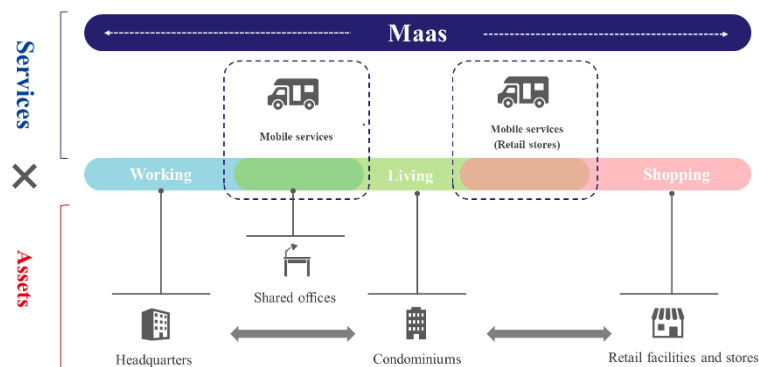 Maas
Services
Mobile services
Mobile services
(Retail stores)
×
Working
Living
Shopping
Assets
Shared offices
Headquarters
Condominiums
Retail facilities and stores